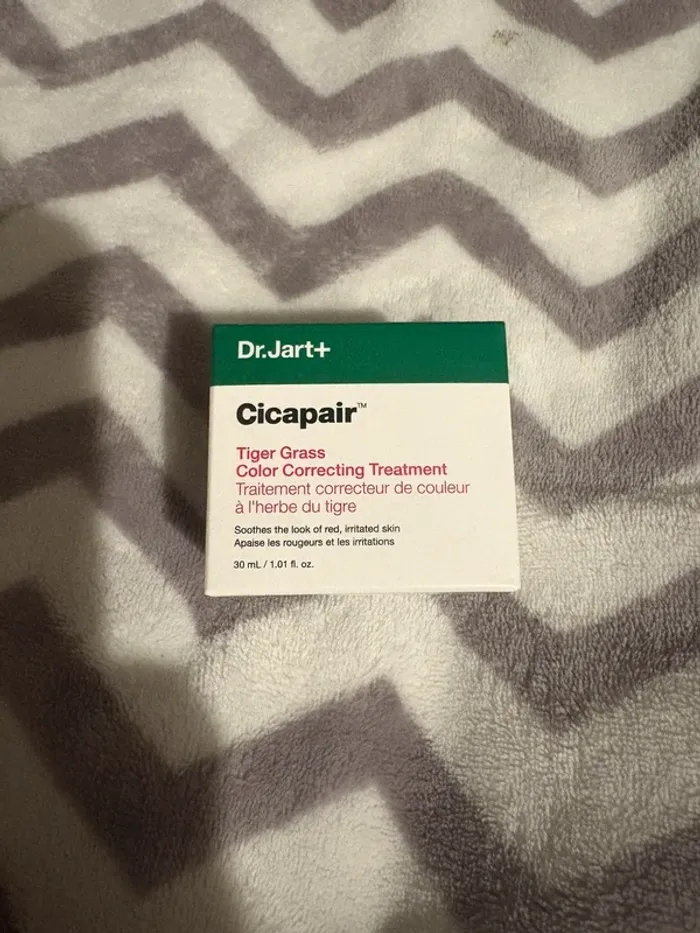 Dr.Jart+
Cicapair™
Tiger Grass
Color Correcting Treatment
Traitement correcteur de couleur
à l'herbe du tigre
Soothes the look of red, irritated skin
Apaise les rougeurs et les irritations
30 mL / 1.01 fl. oz.